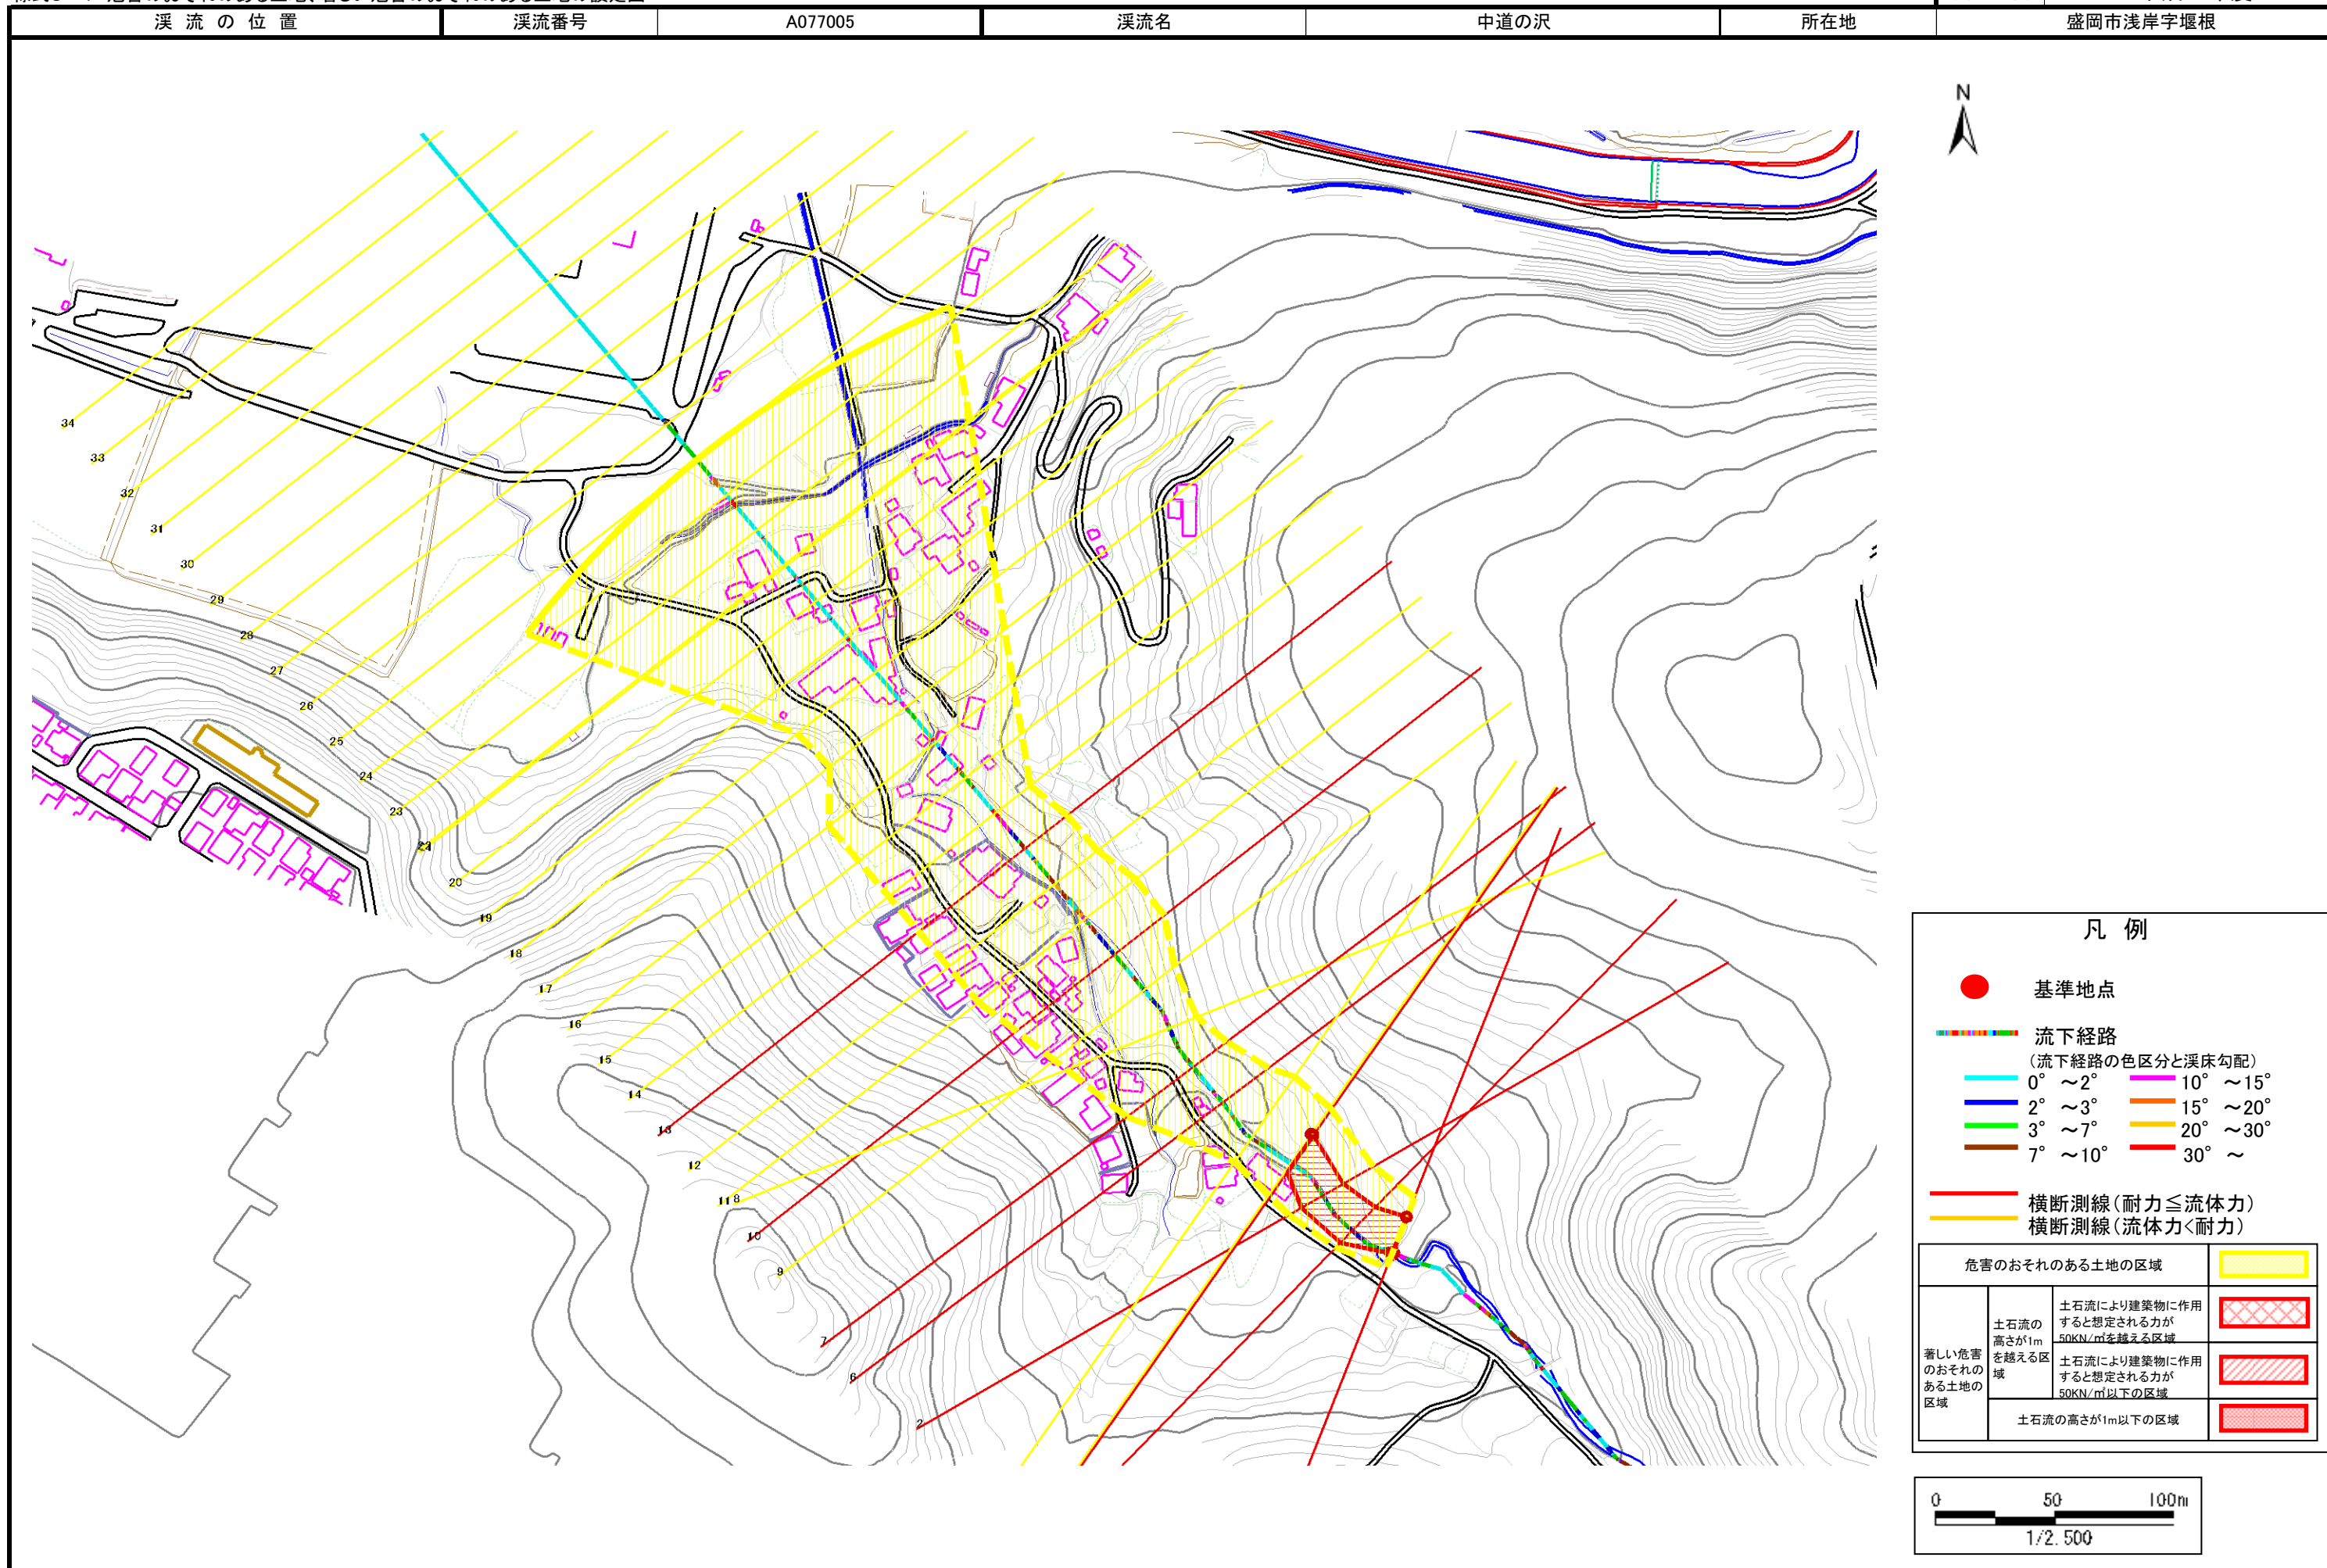 渓流の位置 渓流番号 A077005 渓流名 中道の沢 所在地 盛岡市浅岸字堰根
N
34
33
32
31
30
29
28
27
26
25
24
23
20
19
18
17
16
15
14
13
12
11 8
10
9
7
6
2
凡 例
基準地点
流下経路
(流下経路の色区分と渓床勾配)
0° ～2° 10° ～15°
2° ～3° 15° ～20°
3° ～7° 20° ～30°
7° ～10° 30° ～
横断測線(耐力≦流体力)
横断測線(流体力<耐力)
危害のおそれのある土地の区域
著しい危害
のおそれの
ある土地の
区域
土石流の
高さが1m
を越える区
域
土石流により建築物に作用
すると想定される力が
50KN/㎡を越える区域
土石流により建築物に作用
すると想定される力が
50KN/㎡以下の区域
土石流の高さが1m以下の区域
0 50 100m
1/2,500